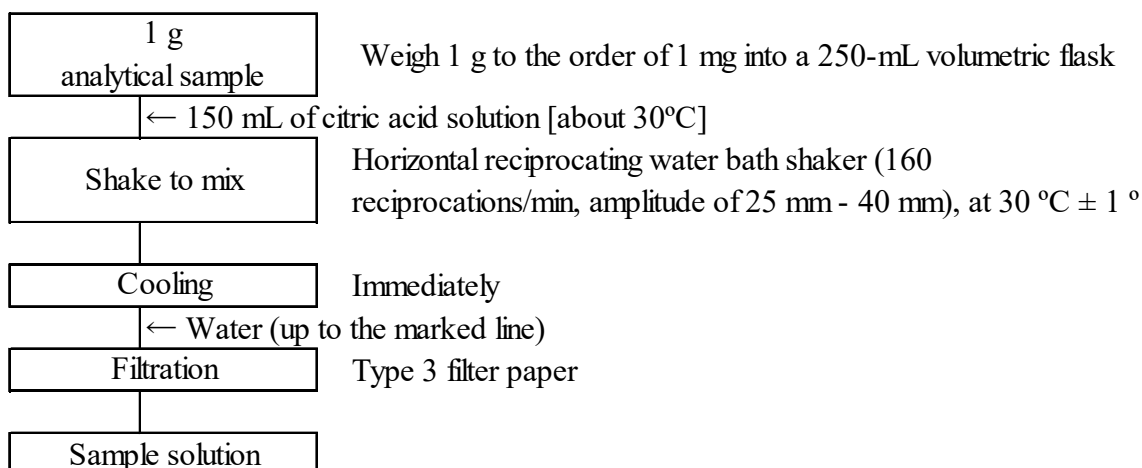 1 g
analytical sample
Weigh 1 g to the order of 1 mg into a 250-mL volumetric flask
← 150 mL of citric acid solution [about 30ºC]
Shake to mix
Horizontal reciprocating water bath shaker (160
reciprocations/min, amplitude of 25 mm - 40 mm), at 30 ºC ± 1 º
Cooling
Immediately
← Water (up to the marked line)
Filtration
Type 3 filter paper
Sample solution